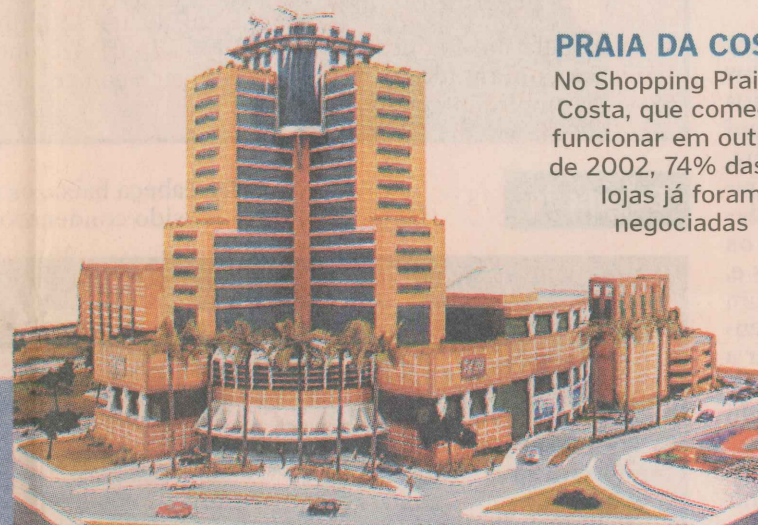 PRAIA DA COS
No Shopping Prai
Costa, que come
funcionar em out
de 2002, 74% das
lojas já foram
negociadas